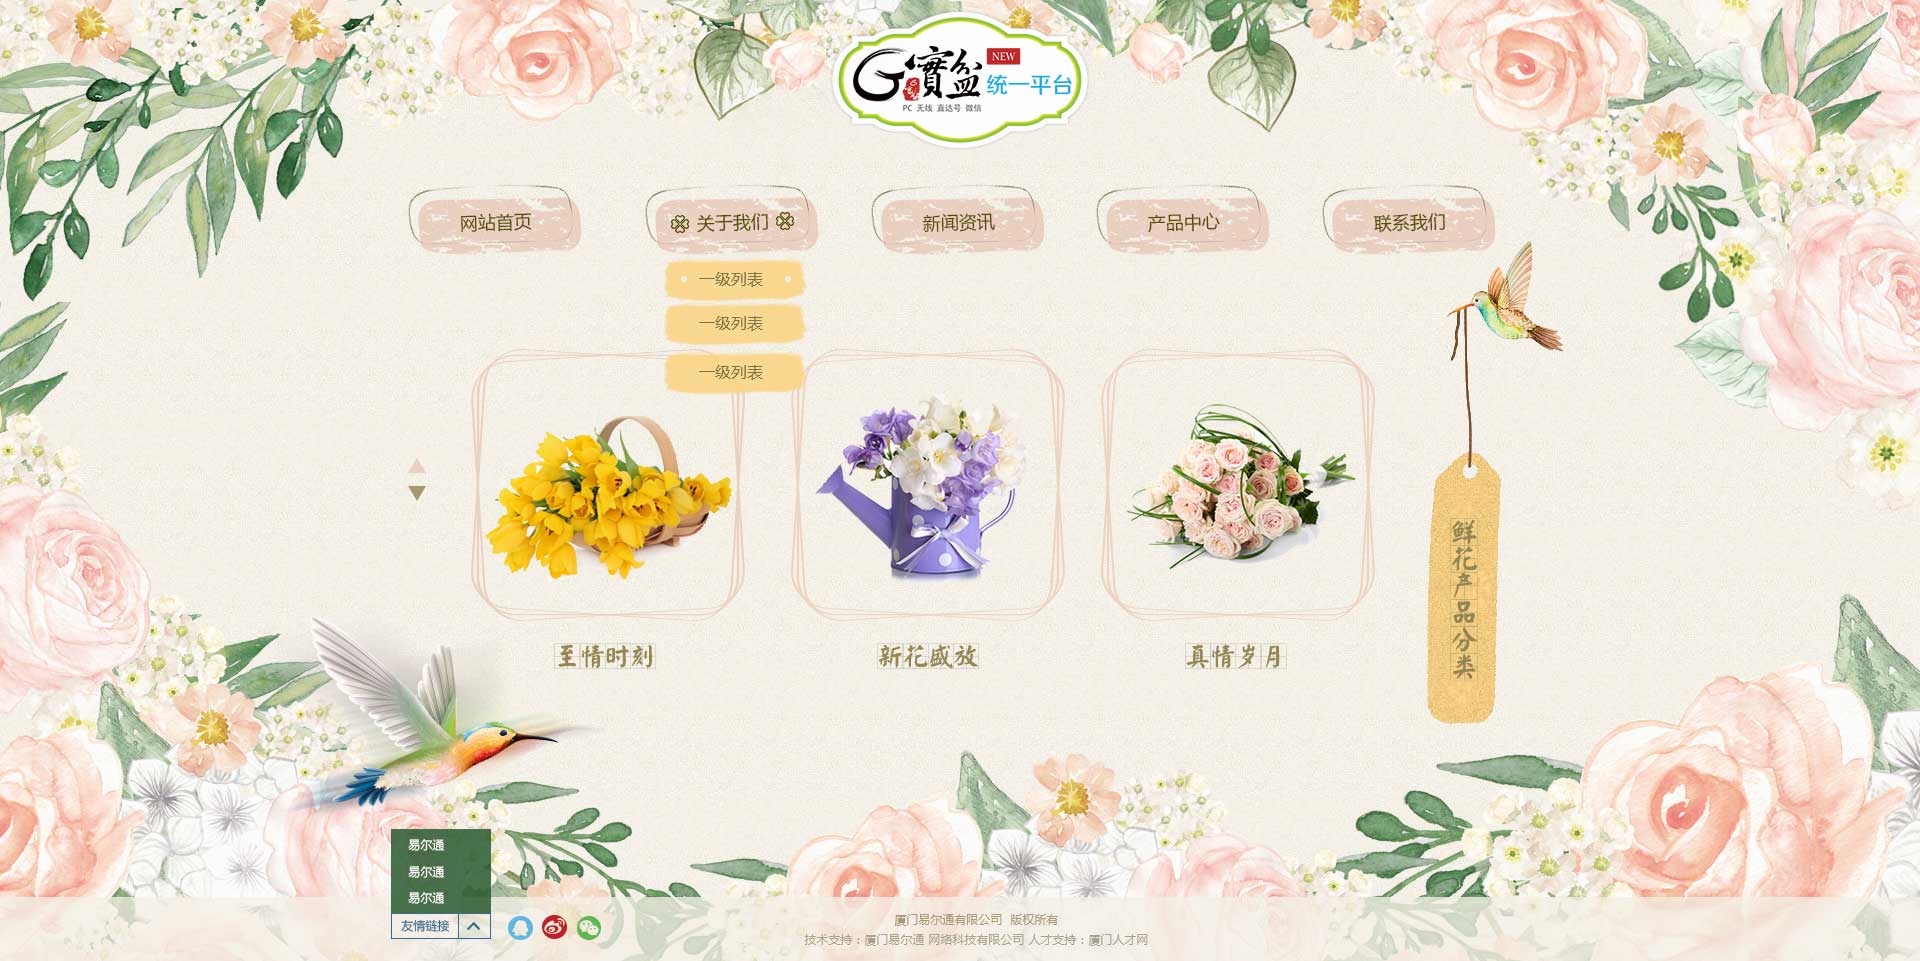 G寶盆
NEW
统一平台
PC 无线 直达号 微信
网站首页
关于我们
新闻资讯
产品中心
联系我们
一级列表
一级列表
一级列表
鲜花产品分类
至情时刻
新花盛放
真情岁月
易尔通
易尔通
易尔通
友情链接
厦门易尔通有限公司 版权所有
技术支持：厦门易尔通 网络科技有限公司 人才支持：厦门人才网